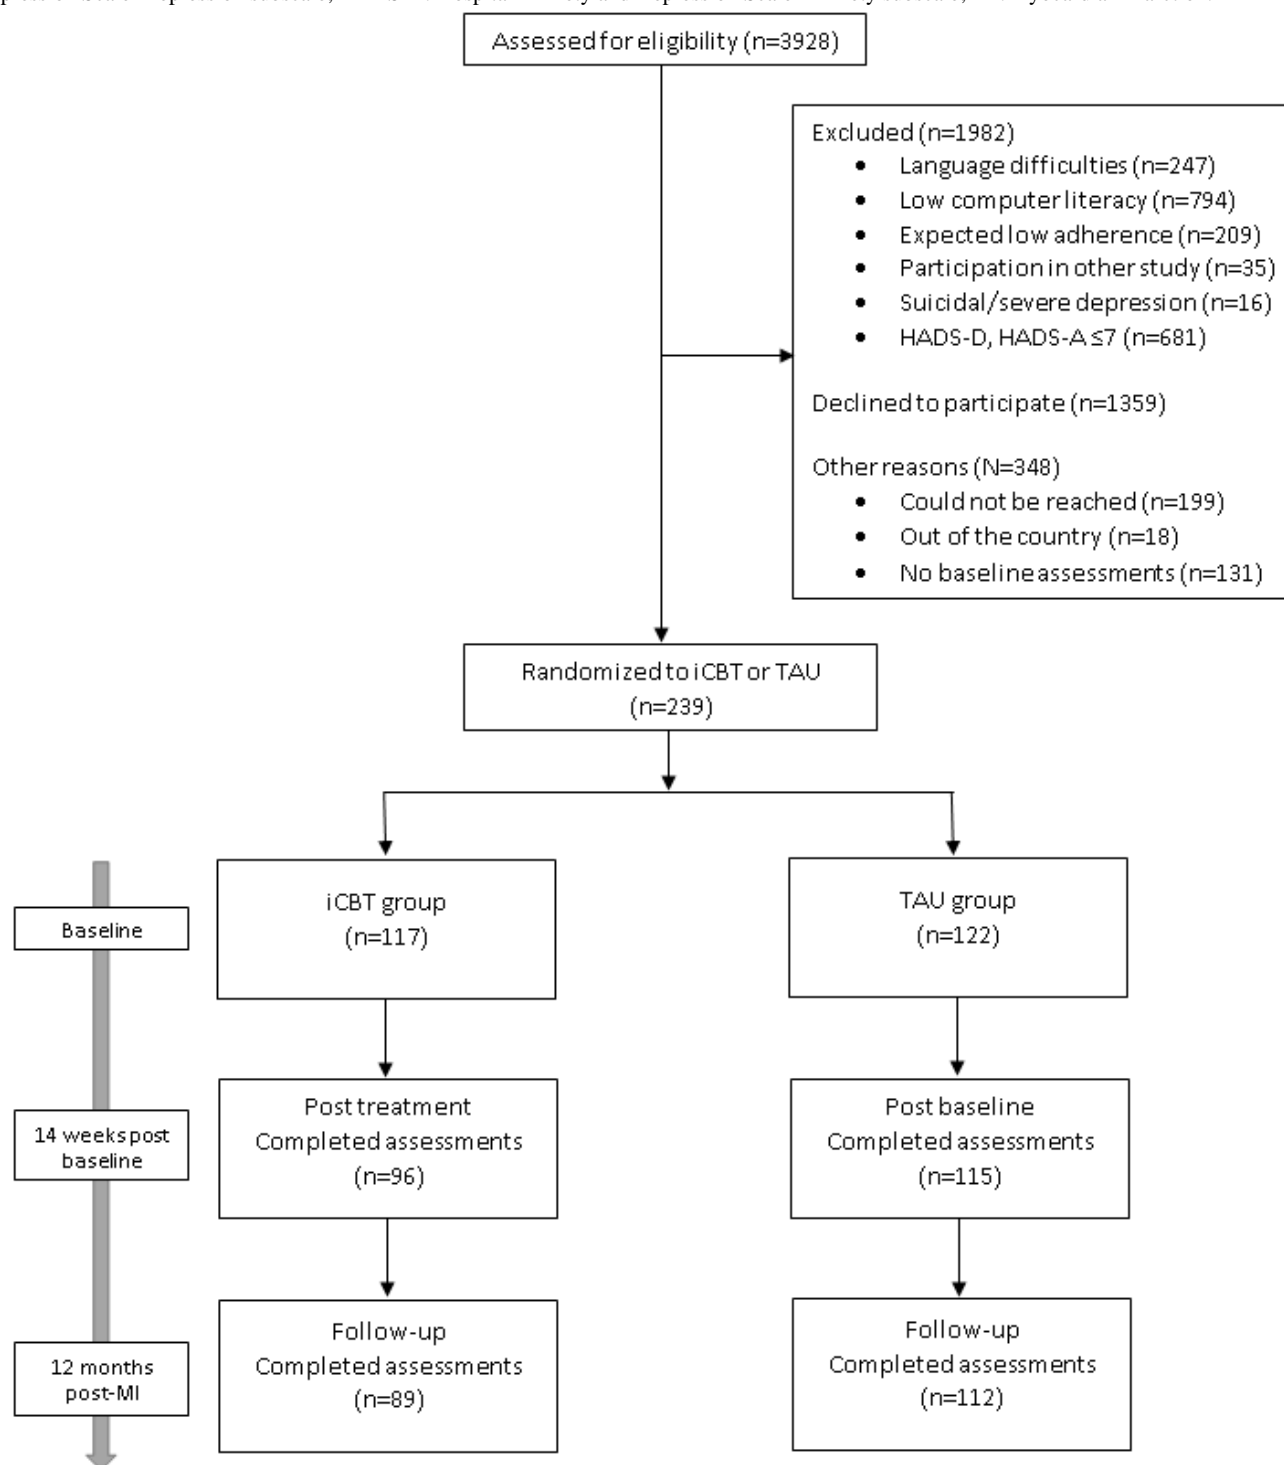 Assessed for eligibility (n=3928)
Excluded (n=1982)
• Language difficulties (n=247)
• Low computer literacy (n=794)
• Expected low adherence (n=209)
• Participation in other study (n=35)
• Suicidal/severe depression (n=16)
• HADS-D, HADS-A ≤7 (n=681)
Declined to participate (n=1359)
Other reasons (N=348)
• Could not be reached (n=199)
• Out of the country (n=18)
• No baseline assessments (n=131)
Randomized to iCBT or TAU
(n=239)
Baseline
iCBT group
(n=117)
TAU group
(n=122)
14 weeks post
baseline
Post treatment
Completed assessments
(n=96)
Post baseline
Completed assessments
(n=115)
12 months
post-MI
Follow-up
Completed assessments
(n=89)
Follow-up
Completed assessments
(n=112)